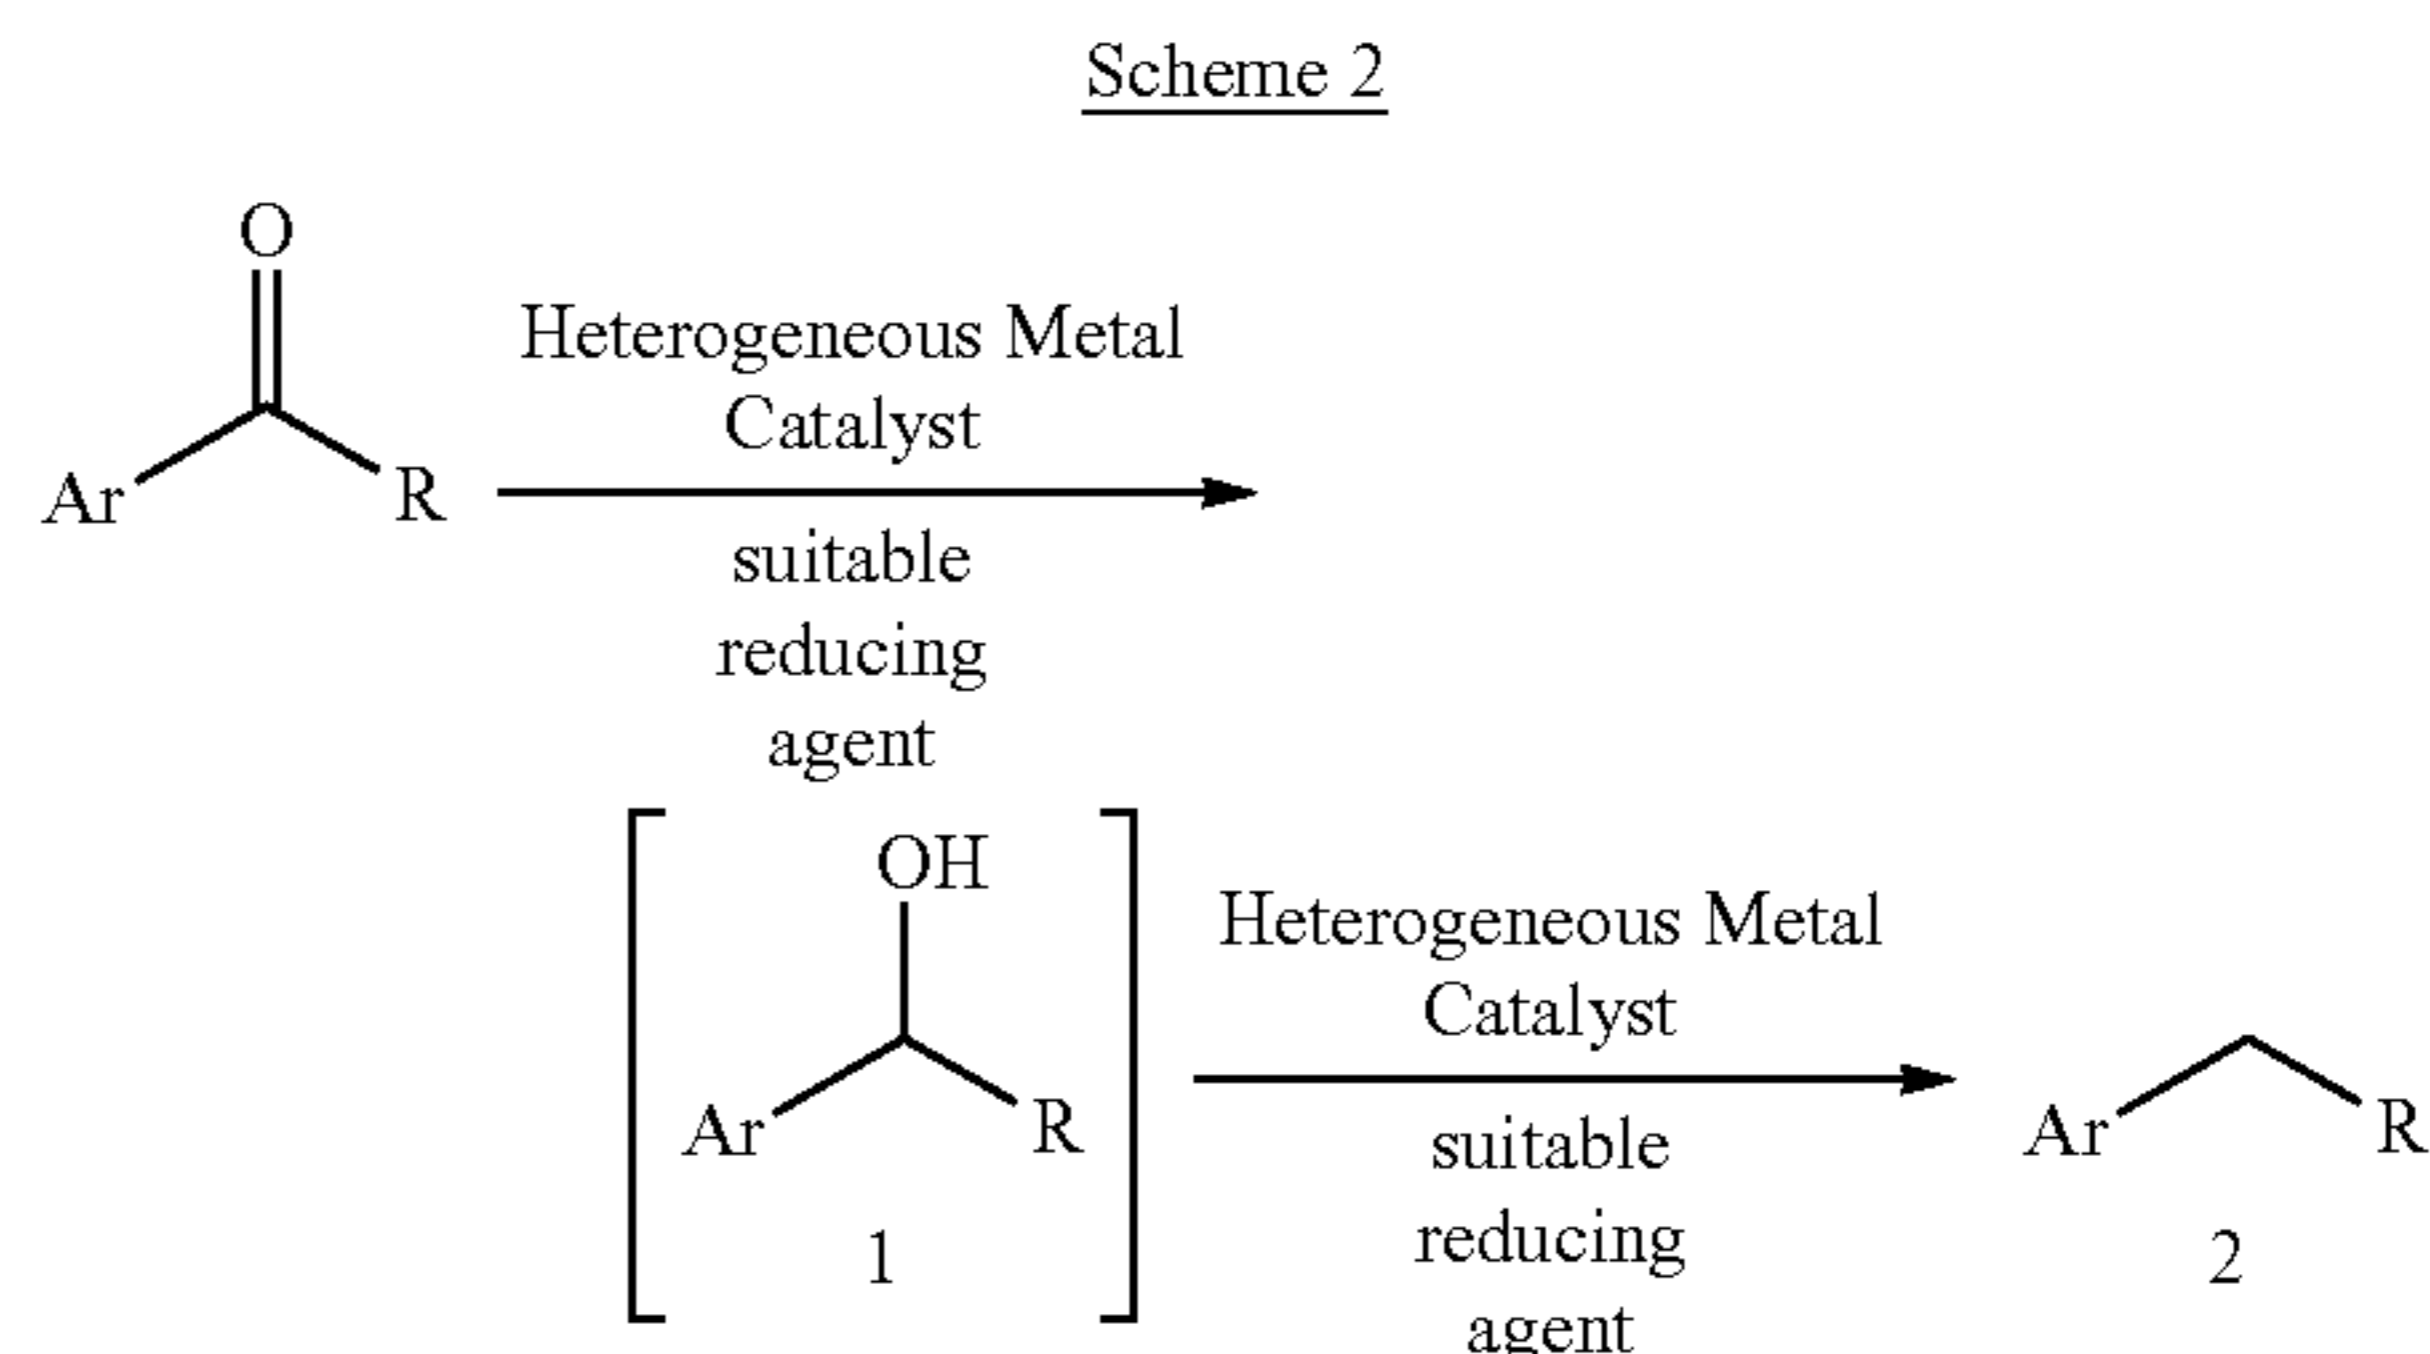 Scheme 2
O
Ar
R
Heterogeneous Metal
Catalyst
suitable
reducing
agent
OH
Ar
R
1
Heterogeneous Metal
Catalyst
suitable
reducing
agent
Ar
R
2